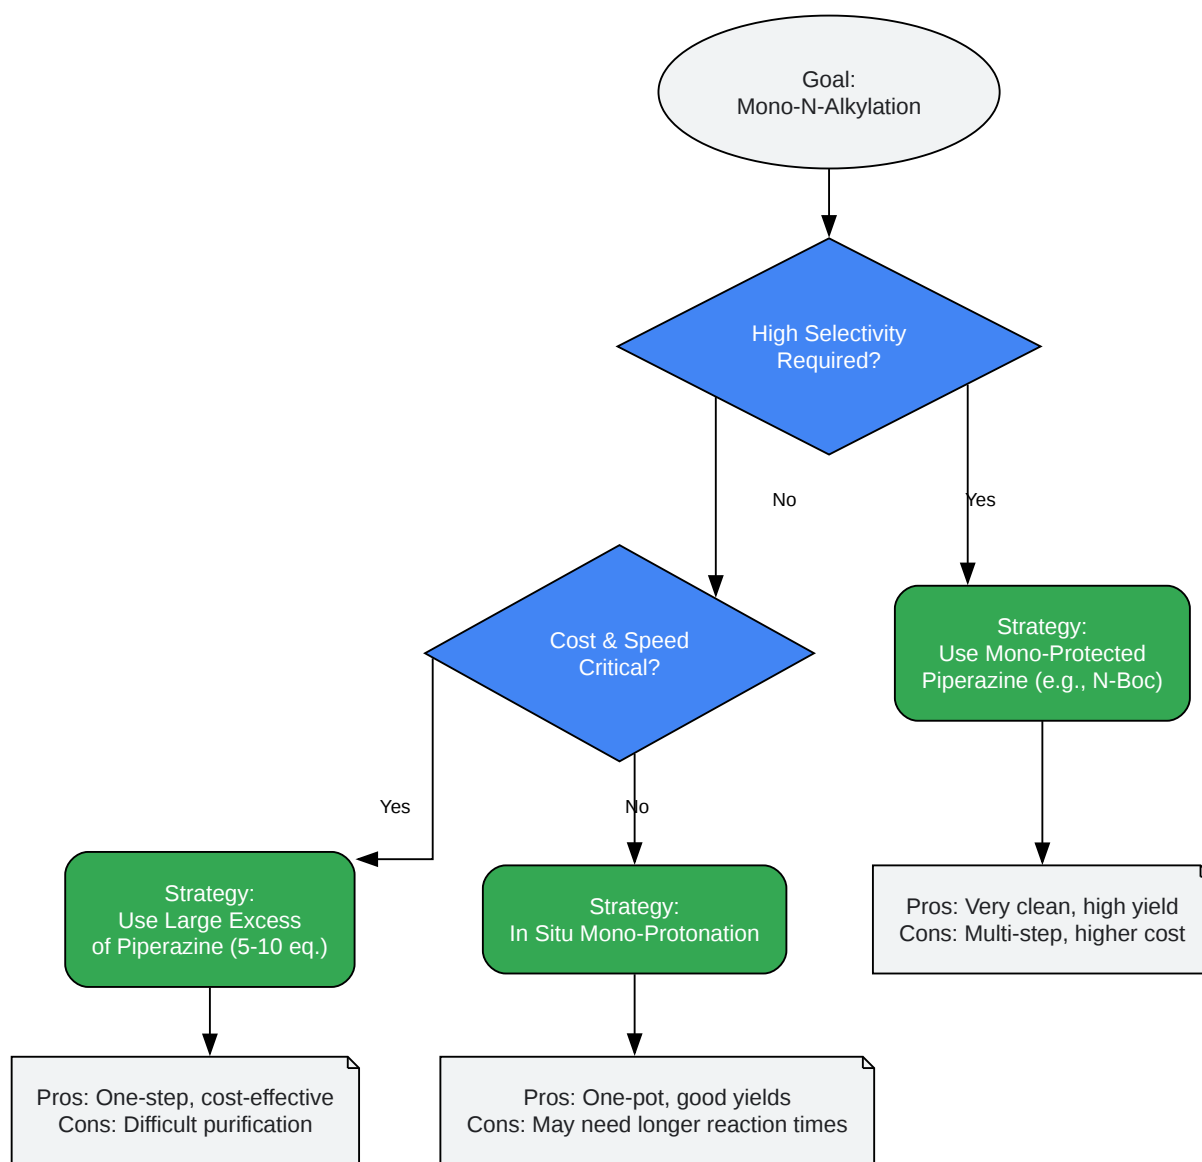 Goal:
Mono-N-Alkylation
High Selectivity
Required?
No
Yes
Cost & Speed
Critical?
Strategy:
Use Mono-Protected
Piperazine (e.g., N-Boc)
Yes
No
Strategy:
Use Large Excess
of Piperazine (5-10 eq.)
Strategy:
In Situ Mono-Protonation
Pros: Very clean, high yield
Cons: Multi-step, higher cost
Pros: One-step, cost-effective
Cons: Difficult purification
Pros: One-pot, good yields
Cons: May need longer reaction times